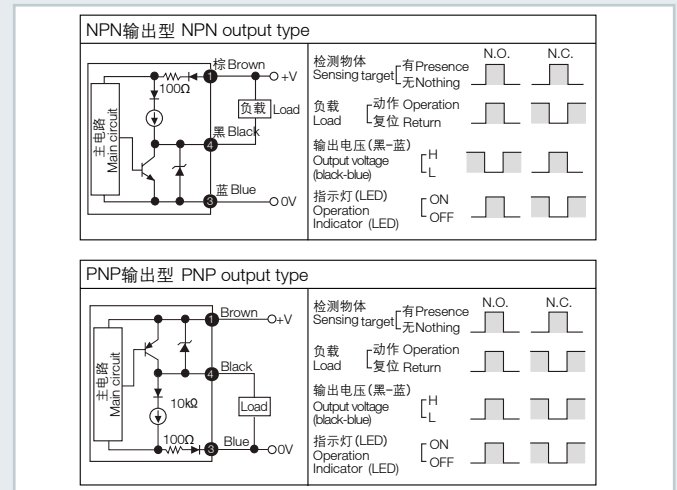 NPN输出型 NPN output type
棕 Brown
1
+V
100Ω
主电路
Main circuit
负载 Load
黑 Black
4
蓝 Blue
3
0V
N.O. N.C.
检测物体 有 Presence
Sensing target 无 Nothing
负载 动作 Operation
Load 复位 Return
输出电压(黑-蓝)
Output voltage H
(black-blue) L
指示灯(LED) ON
Operation OFF
Indicator (LED)
PNP输出型 PNP output type
Brown
1
+V
主电路
Main circuit
Black
4
10kΩ
Load
100Ω
Blue
3
0V
N.O. N.C.
检测物体 有 Presence
Sensing target 无 Nothing
负载 动作 Operation
Load 复位 Return
输出电压(黑-蓝)
Output voltage H
(black-blue) L
指示灯(LED) ON
Operation OFF
Indicator (LED)